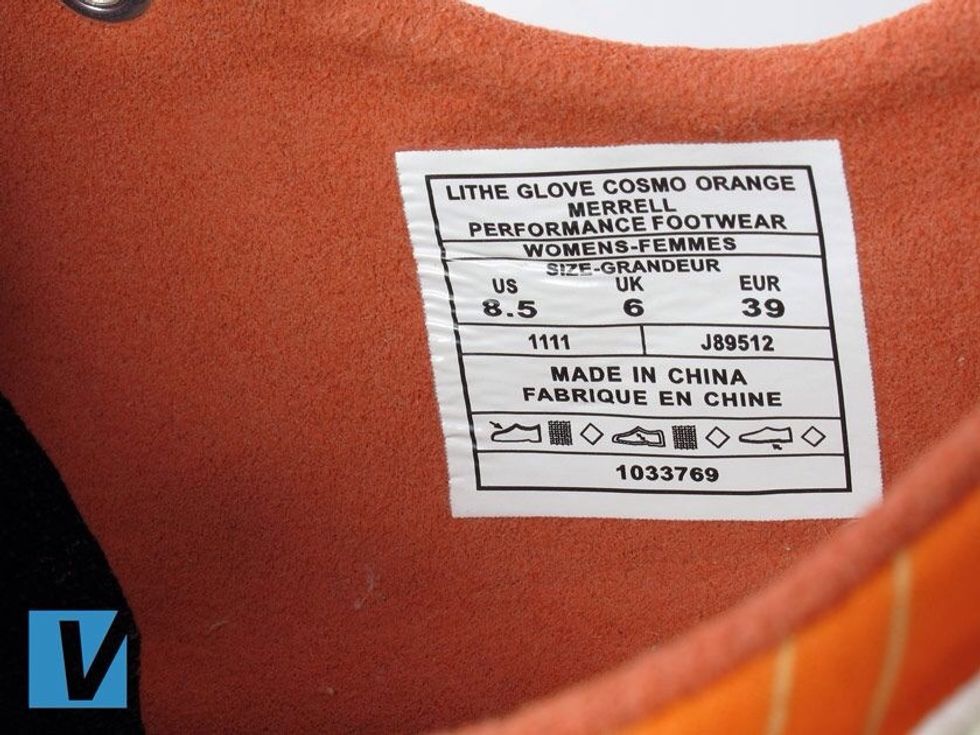 LITHE GLOVE COSMO ORANGE
MERRELL
PERFORMANCE FOOTWEAR
WOMENS-FEMMES
SIZE-GRANDEUR
US UK EUR
8.5 6 39
1111 J89512
MADE IN CHINA
FABRIQUE EN CHINE
1033769
V